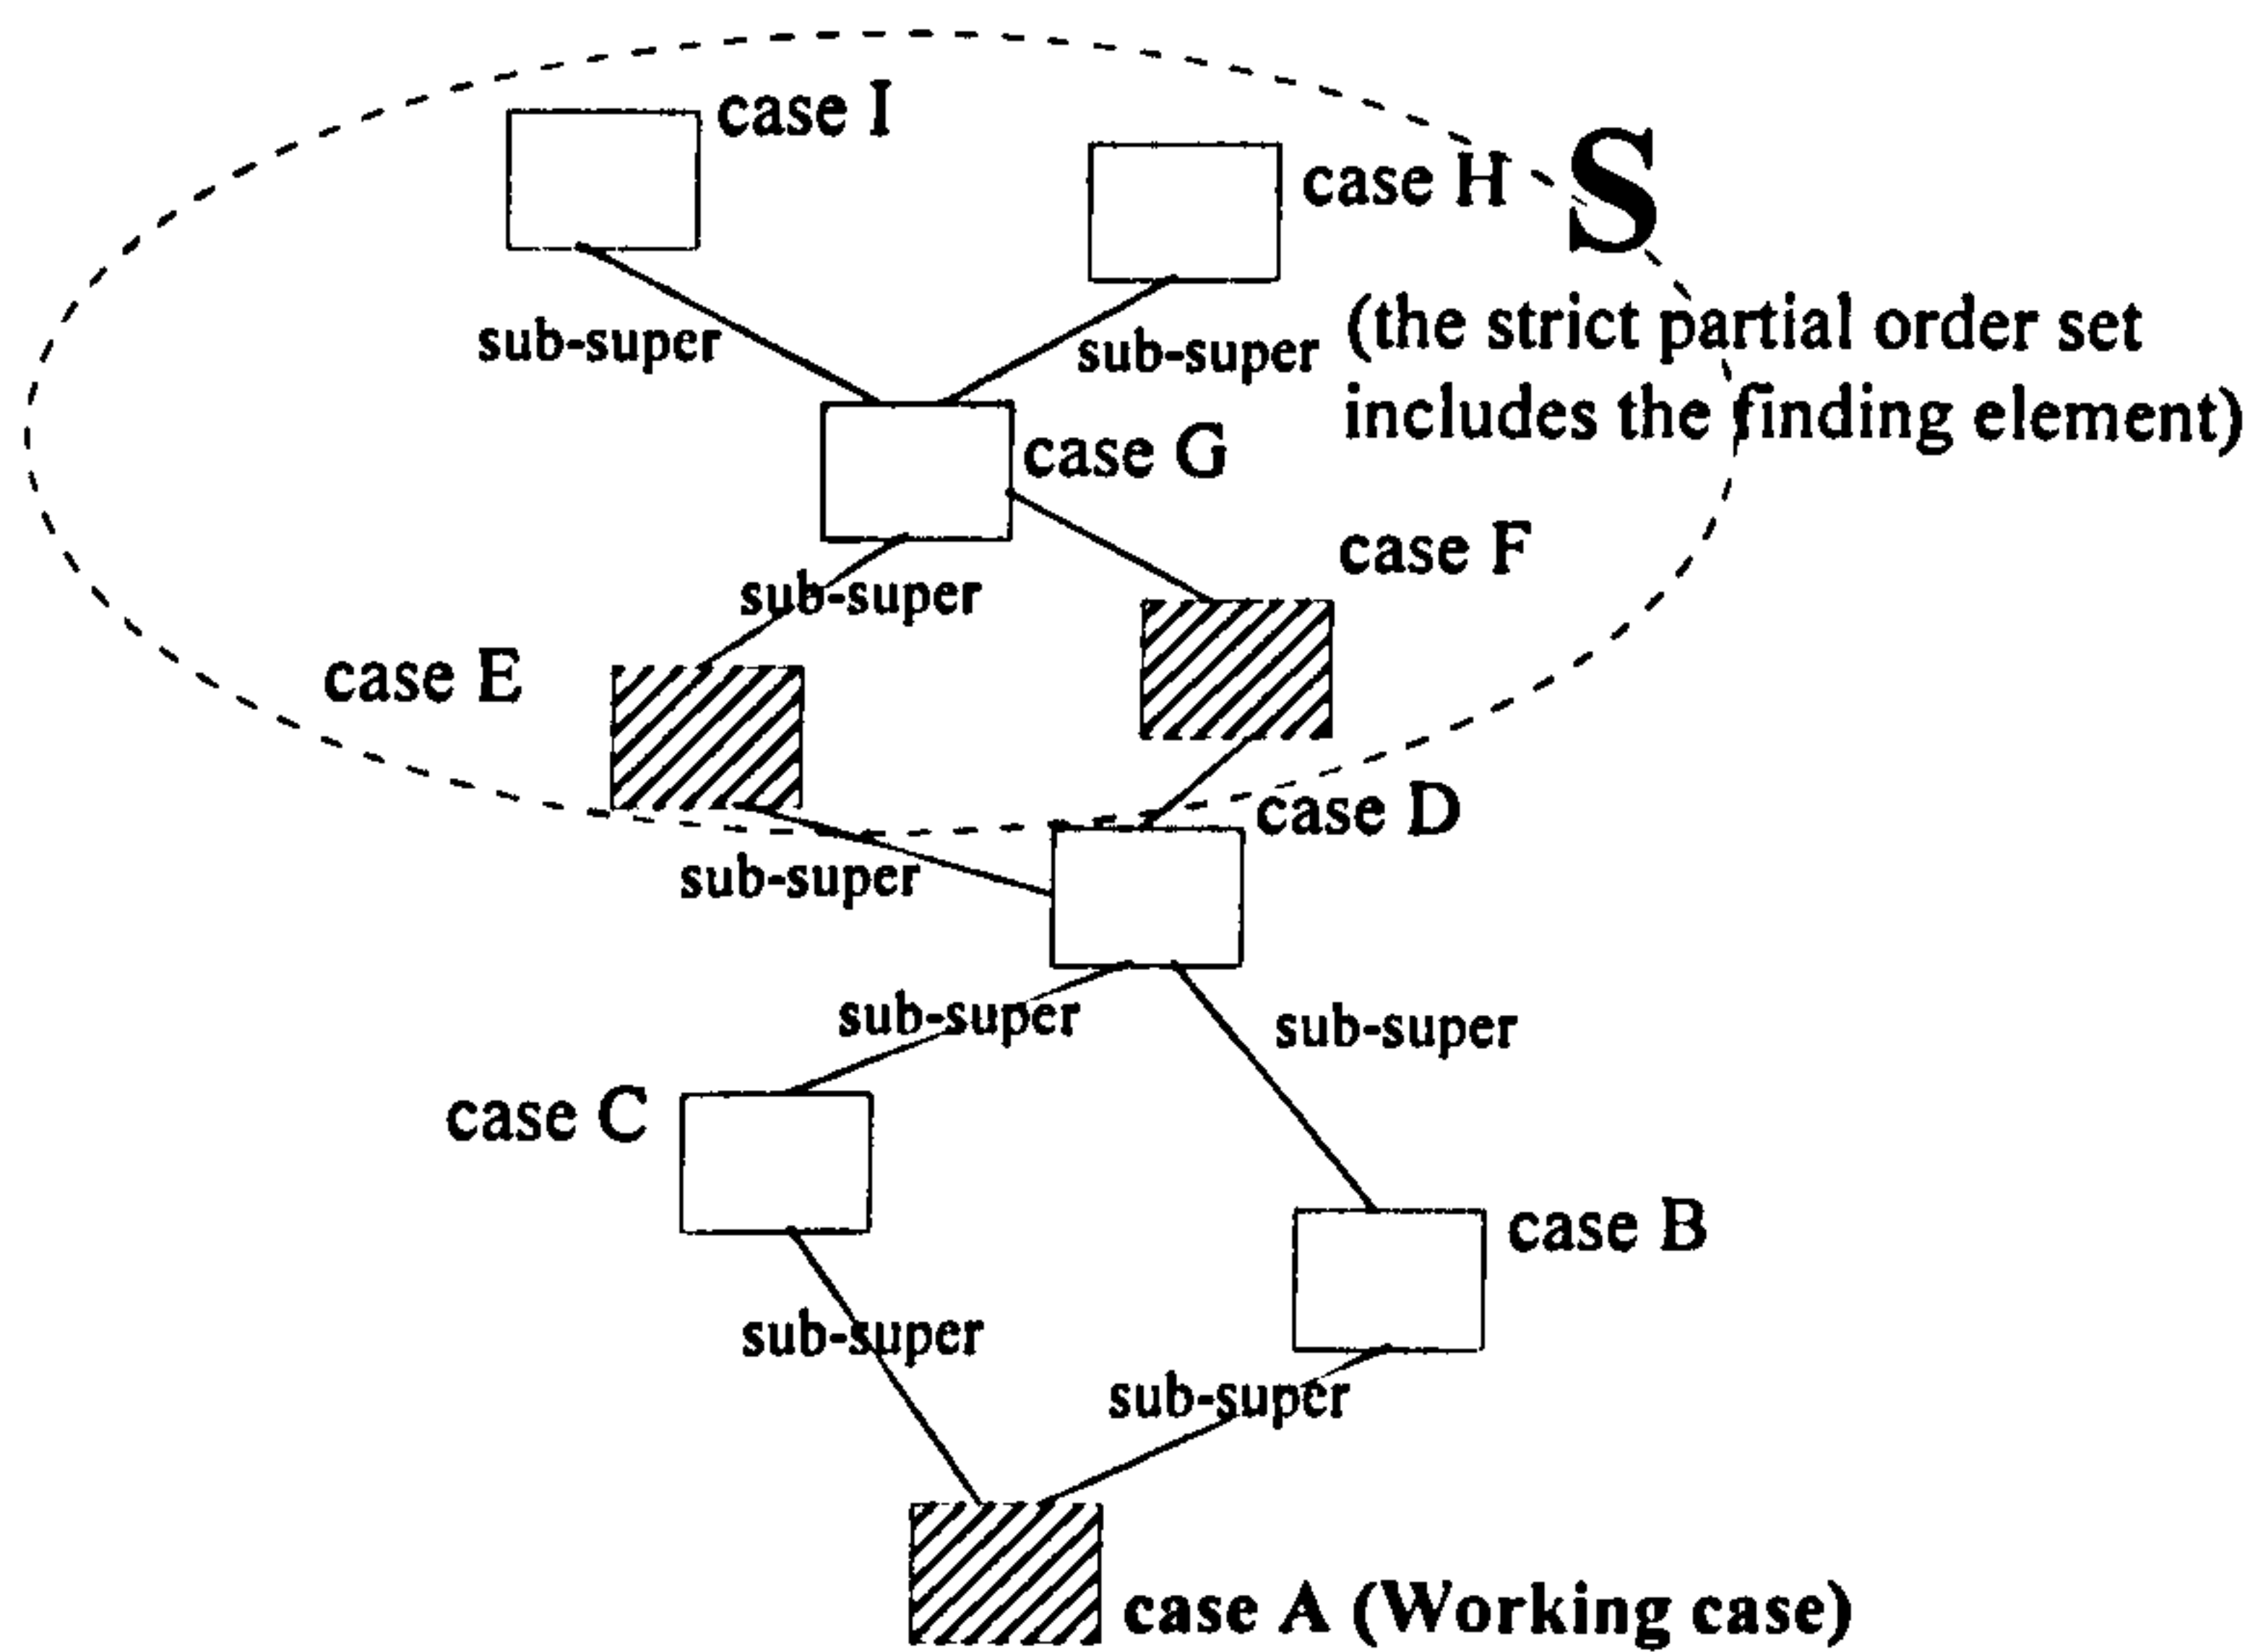 case I
case H
S
sub-super
sub-super
(the strict partial order set
includes the finding element)
case G
case F
sub-super
case E
case D
sub-super
sub-super
sub-super
case C
case B
sub-super
sub-super
case A (Working case)